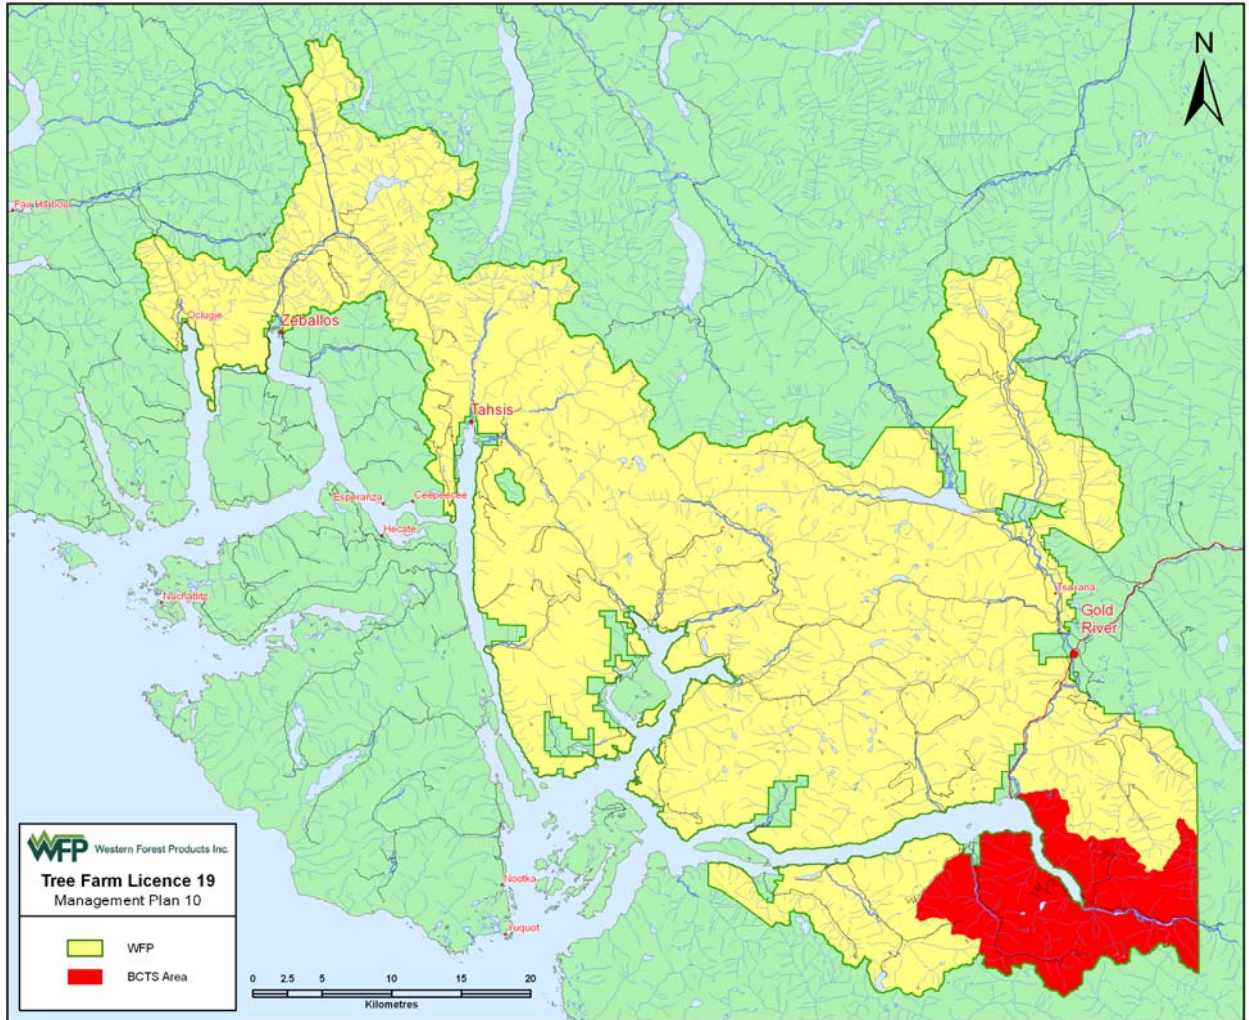 N
Fair Harbour
Oclugje
Zeballos
Tahsis
Esperanza
Ceepeecee
Hecate
Nuchatlitz
Tsaxana
Gold
River
Nootka
Yuquot
WFP Western Forest Products Inc.
Tree Farm Licence 19
Management Plan 10
WFP
BCTS Area
0 2.5 5 10 15 20
Kilometres